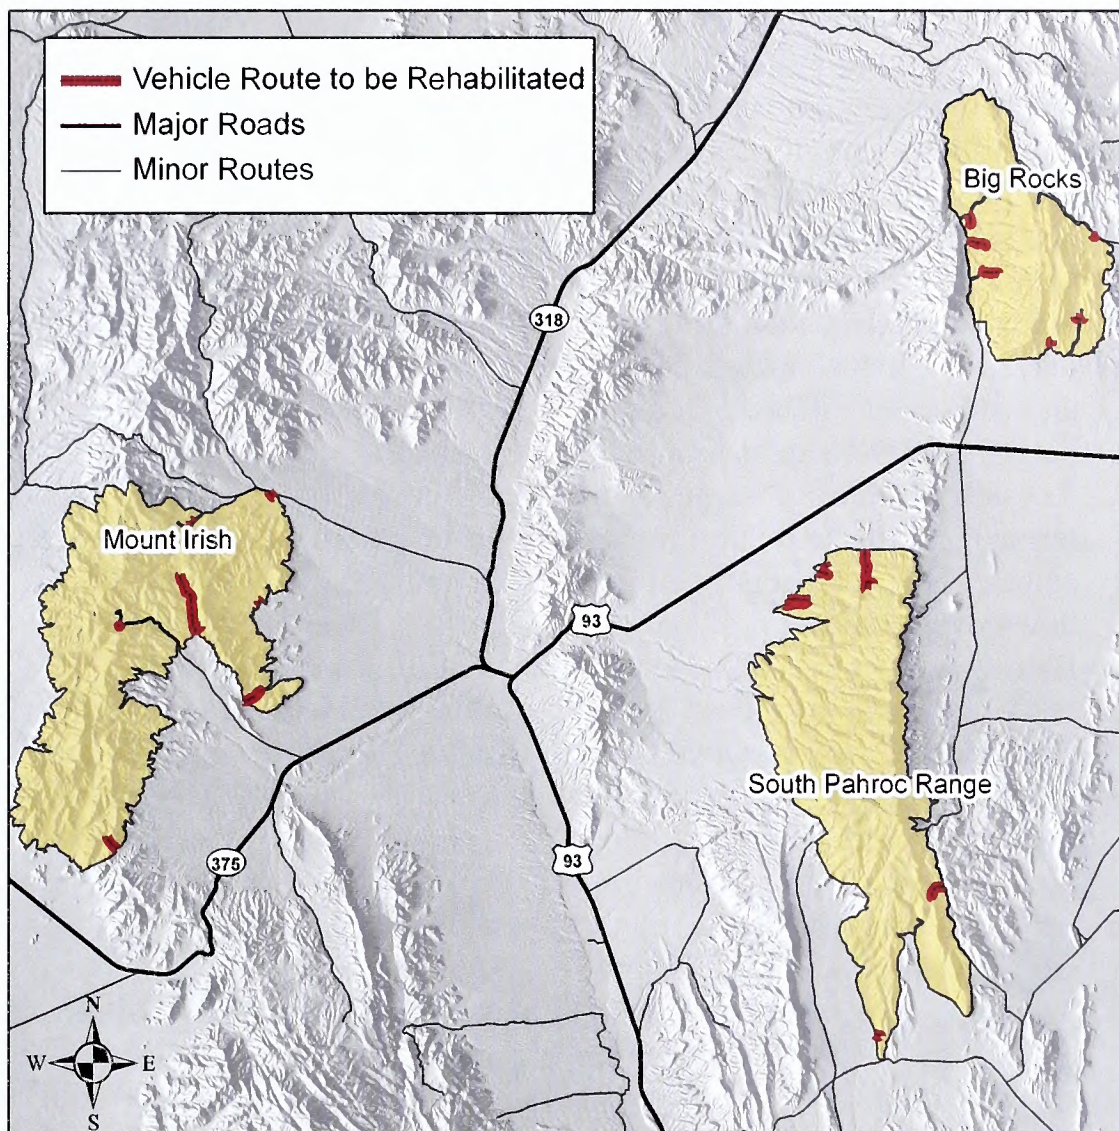 Vehicle Route to be Rehabilitated
Major Roads
Minor Routes
Big Rocks
318
Mount Irish
93
South Pahroc Range
93
375
N
W E
S